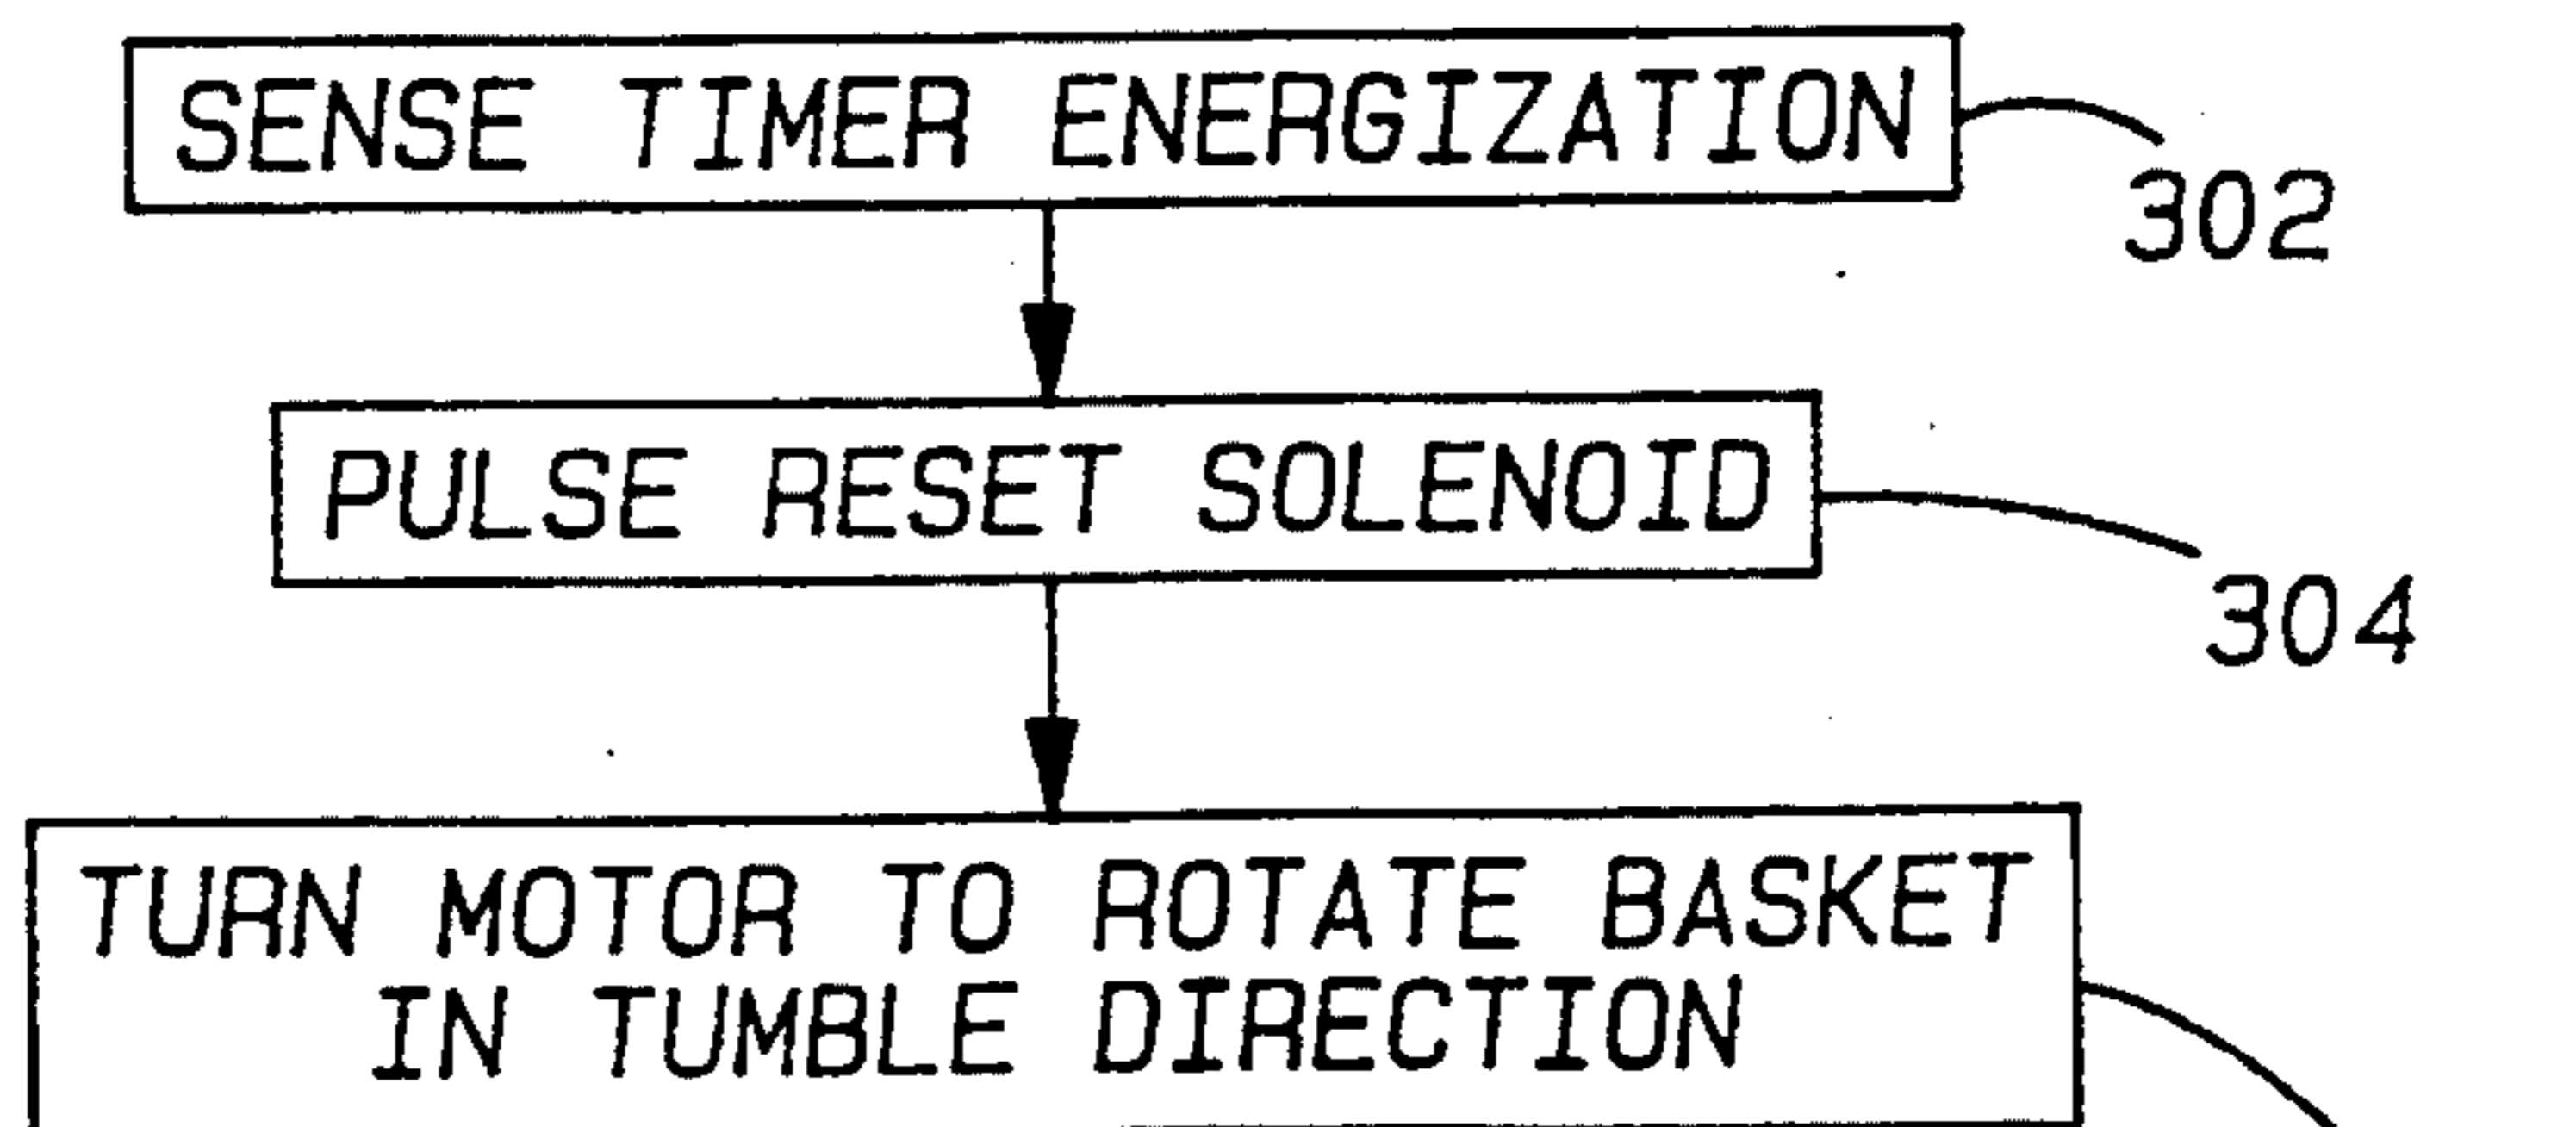 SENSE TIMER ENERGIZATION
302
PULSE RESET SOLENOID
304
TURN MOTOR TO ROTATE BASKET
IN TUMBLE DIRECTION